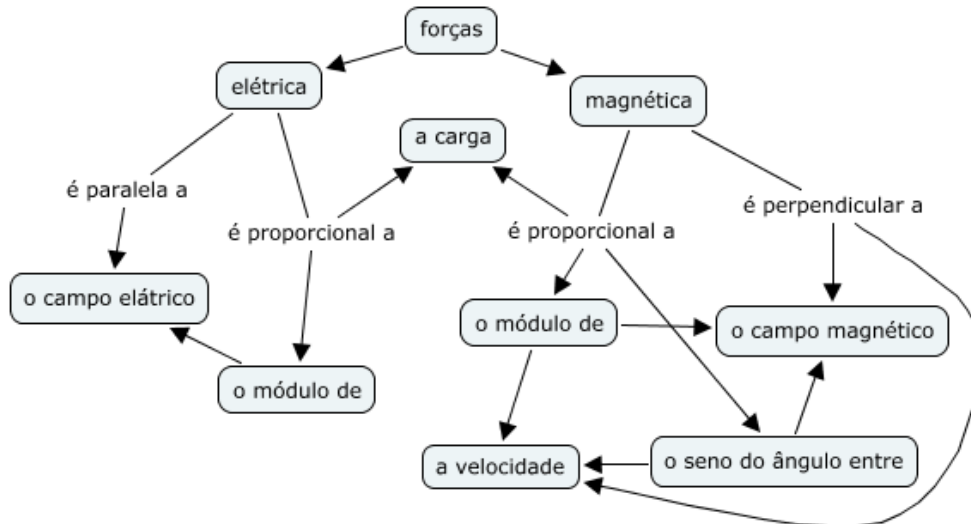 forças
elétrica
magnética
a carga
é paralela a
é perpendicular a
é proporcional a
é proporcional a
o campo elátrico
o módulo de
o campo magnético
o módulo de
a velocidade
o seno do ângulo entre